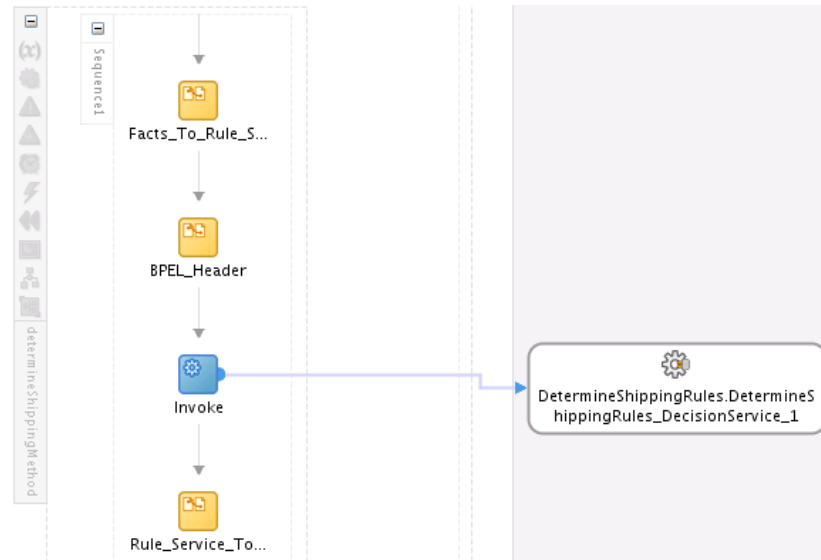 (x)
Sequence1
Facts_To_Rule_S...
BPEL_Header
Invoke
Rule_Service_To...
determineShippingMethod
DetermineShippingRules.DetermineS
hippingRules_DecisionService_1